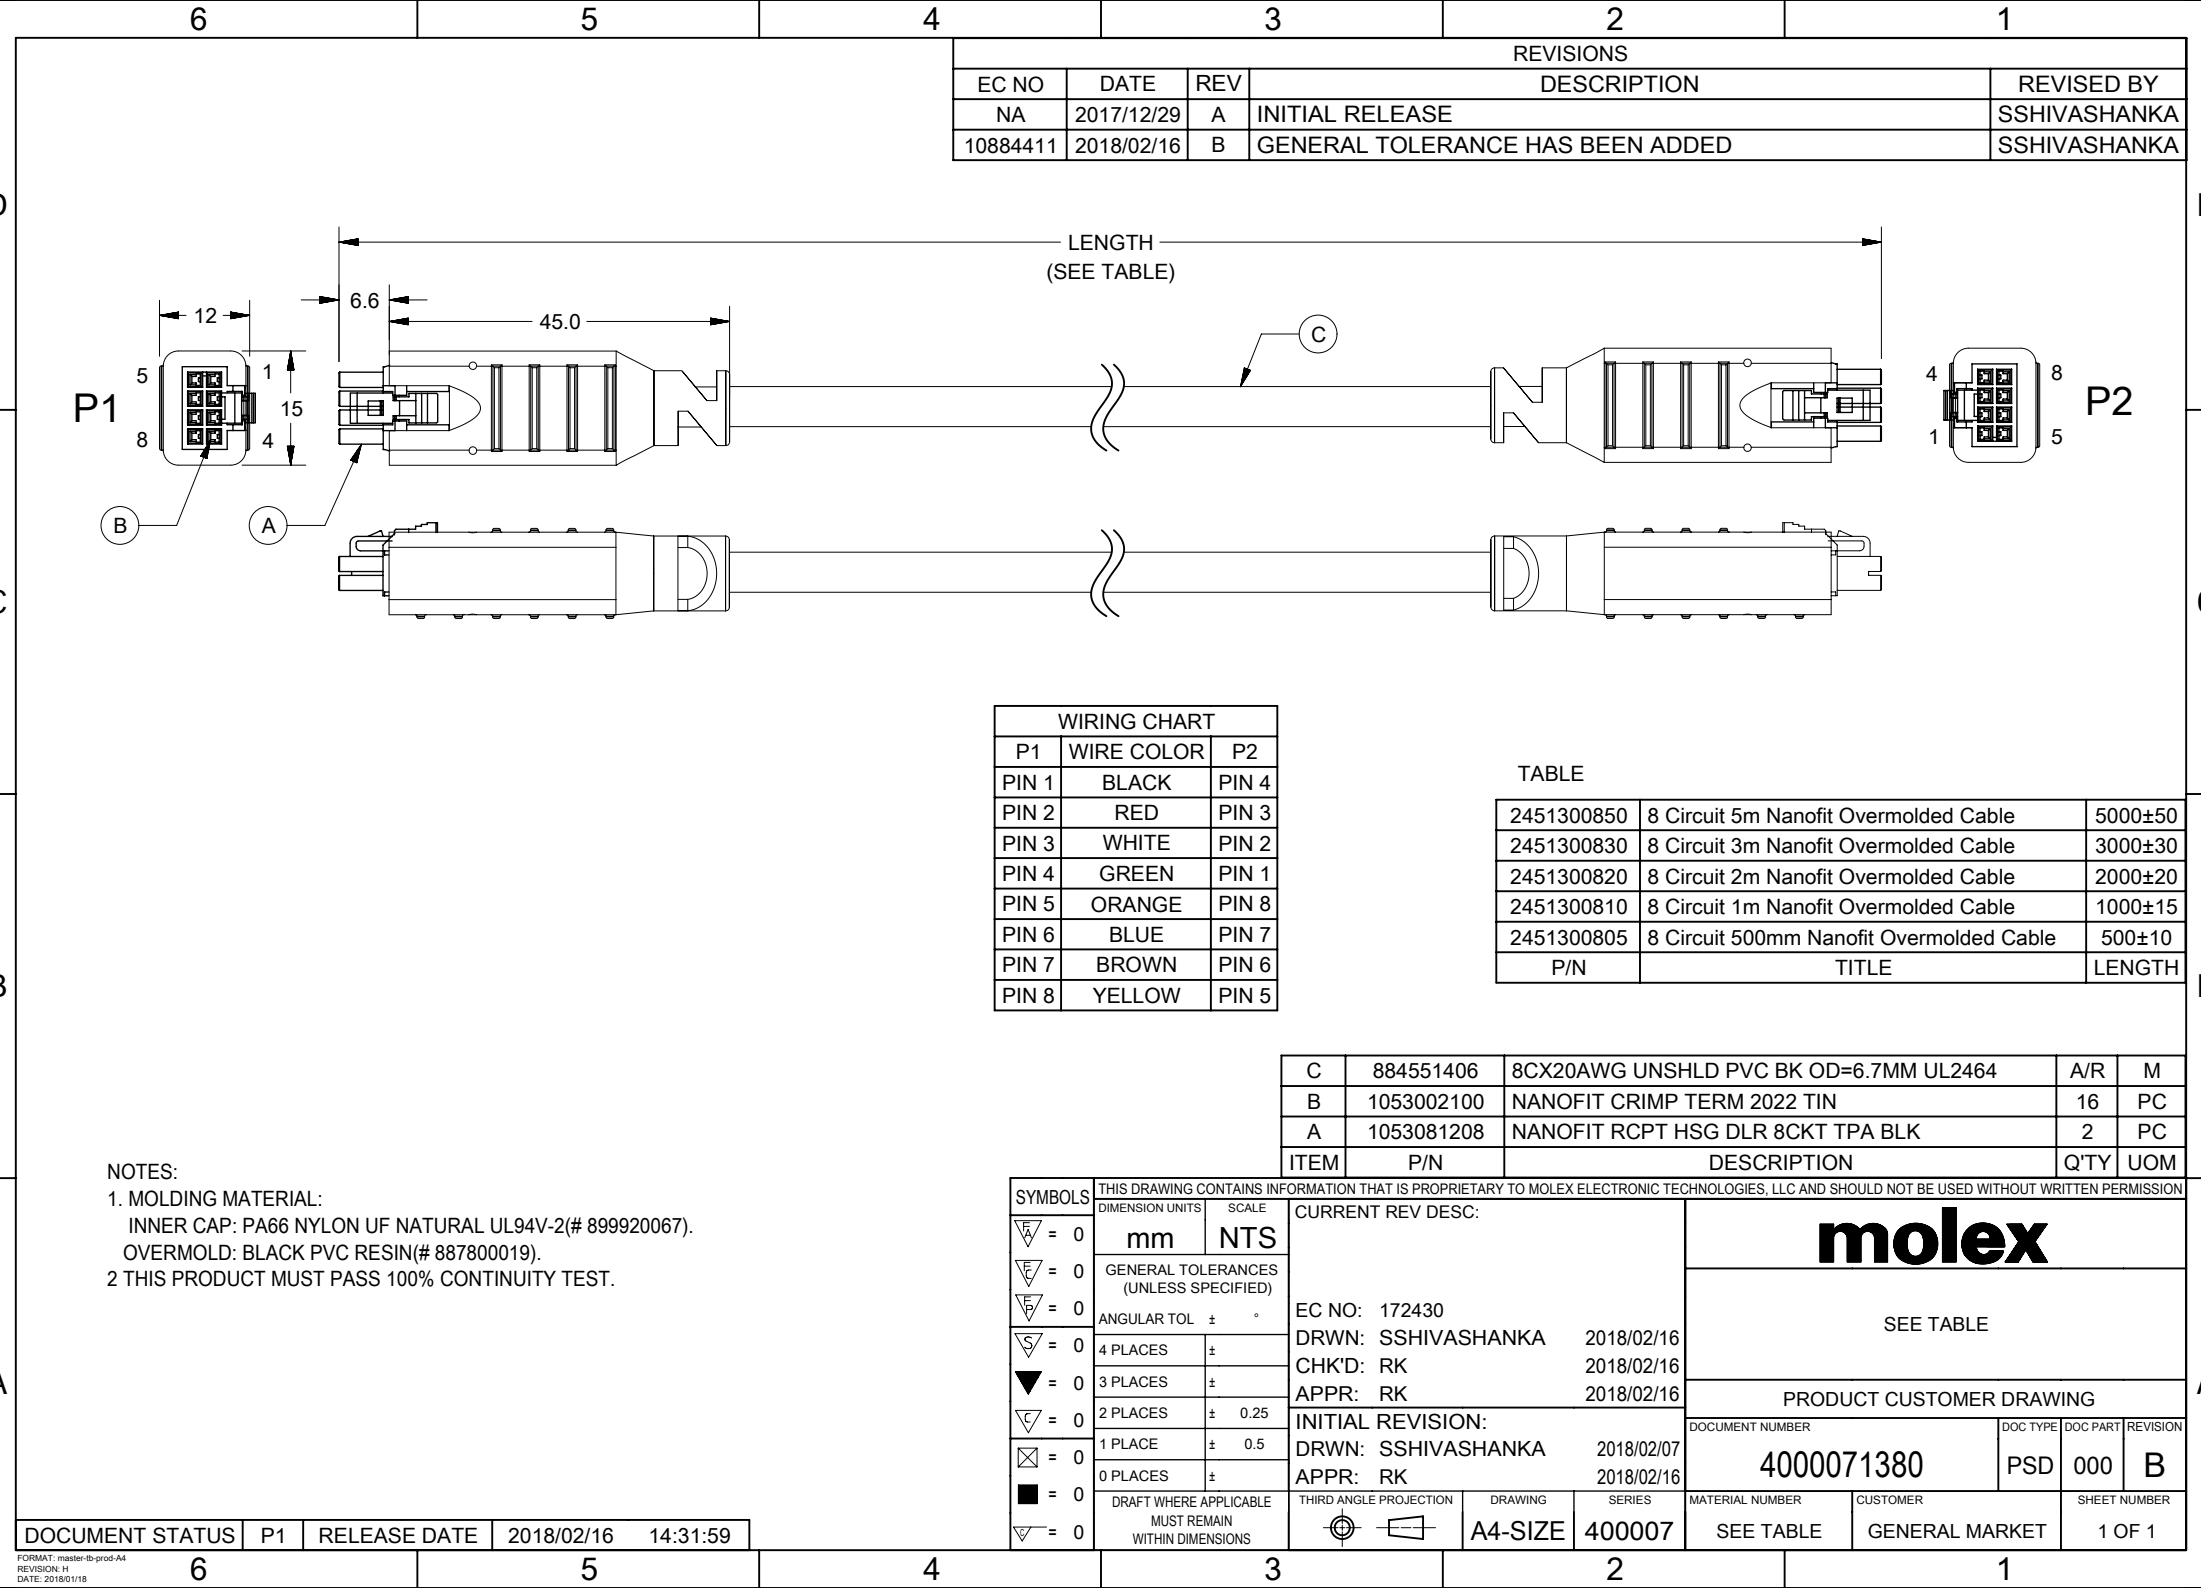 6 5 4 3 2 1
REVISIONS
EC NO DATE REV DESCRIPTION REVISED BY
NA 2017/12/29 A INITIAL RELEASE SSHIVASHANKA
10884411 2018/02/16 B GENERAL TOLERANCE HAS BEEN ADDED SSHIVASHANKA
LENGTH
(SEE TABLE)
6.6
45.0
12
15
C
P1
5 1
8 4
B
A
4 8
1 5
P2
WIRING CHART
P1 WIRE COLOR P2
PIN 1 BLACK PIN 4
PIN 2 RED PIN 3
PIN 3 WHITE PIN 2
PIN 4 GREEN PIN 1
PIN 5 ORANGE PIN 8
PIN 6 BLUE PIN 7
PIN 7 BROWN PIN 6
PIN 8 YELLOW PIN 5
TABLE
2451300850 8 Circuit 5m Nanofit Overmolded Cable 5000±50
2451300830 8 Circuit 3m Nanofit Overmolded Cable 3000±30
2451300820 8 Circuit 2m Nanofit Overmolded Cable 2000±20
2451300810 8 Circuit 1m Nanofit Overmolded Cable 1000±15
2451300805 8 Circuit 500mm Nanofit Overmolded Cable 500±10
P/N TITLE LENGTH
C 884551406 8CX20AWG UNSHLD PVC BK OD=6.7MM UL2464 A/R M
B 1053002100 NANOFIT CRIMP TERM 2022 TIN 16 PC
A 1053081208 NANOFIT RCPT HSG DLR 8CKT TPA BLK 2 PC
ITEM P/N DESCRIPTION Q'TY UOM
NOTES:
1. MOLDING MATERIAL:
INNER CAP: PA66 NYLON UF NATURAL UL94V-2(# 899920067).
OVERMOLD: BLACK PVC RESIN(# 887800019).
2 THIS PRODUCT MUST PASS 100% CONTINUITY TEST.
THIS DRAWING CONTAINS INFORMATION THAT IS PROPRIETARY TO MOLEX ELECTRONIC TECHNOLOGIES, LLC AND SHOULD NOT BE USED WITHOUT WRITTEN PERMISSION
SYMBOLS
FA = 0
FC = 0
FP = 0
S = 0
= 0
C = 0
= 0
= 0
C = 0
DIMENSION UNITS SCALE
mm NTS
GENERAL TOLERANCES
(UNLESS SPECIFIED)
ANGULAR TOL ± °
4 PLACES ±
3 PLACES ±
2 PLACES ± 0.25
1 PLACE ± 0.5
0 PLACES ±
DRAFT WHERE APPLICABLE
MUST REMAIN
WITHIN DIMENSIONS
CURRENT REV DESC:
EC NO: 172430
DRWN: SSHIVASHANKA 2018/02/16
CHK'D: RK 2018/02/16
APPR: RK 2018/02/16
INITIAL REVISION:
DRWN: SSHIVASHANKA 2018/02/07
APPR: RK 2018/02/16
THIRD ANGLE PROJECTION DRAWING SERIES
A4-SIZE 400007
molex
SEE TABLE
PRODUCT CUSTOMER DRAWING
DOCUMENT NUMBER DOC TYPE DOC PART REVISION
4000071380 PSD 000 B
MATERIAL NUMBER CUSTOMER SHEET NUMBER
SEE TABLE GENERAL MARKET 1 OF 1
DOCUMENT STATUS P1 RELEASE DATE 2018/02/16 14:31:59
FORMAT: master-tb-prod-A4
REVISION: H
DATE: 2018/01/18
6 5 4 3 2 1